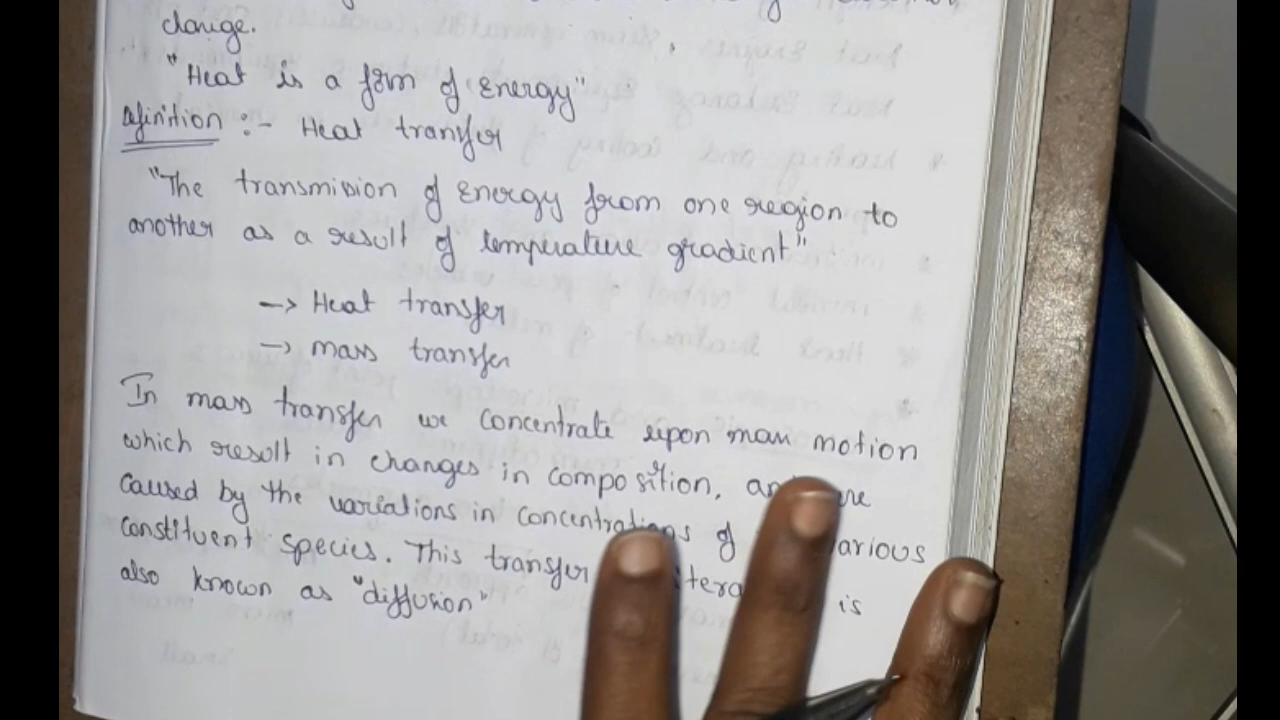 change.
"Heat is a form of energy"
Definition :- Heat transfer
"The transmission of energy from one region to
another as a result of temperature gradient"
→ Heat transfer
→ mass transfer
In mass transfer we concentrate upon mass motion
which result in changes in composition, and are
caused by the variations in concentrations of various
constituent species. This transfer is
also known as "diffusion"